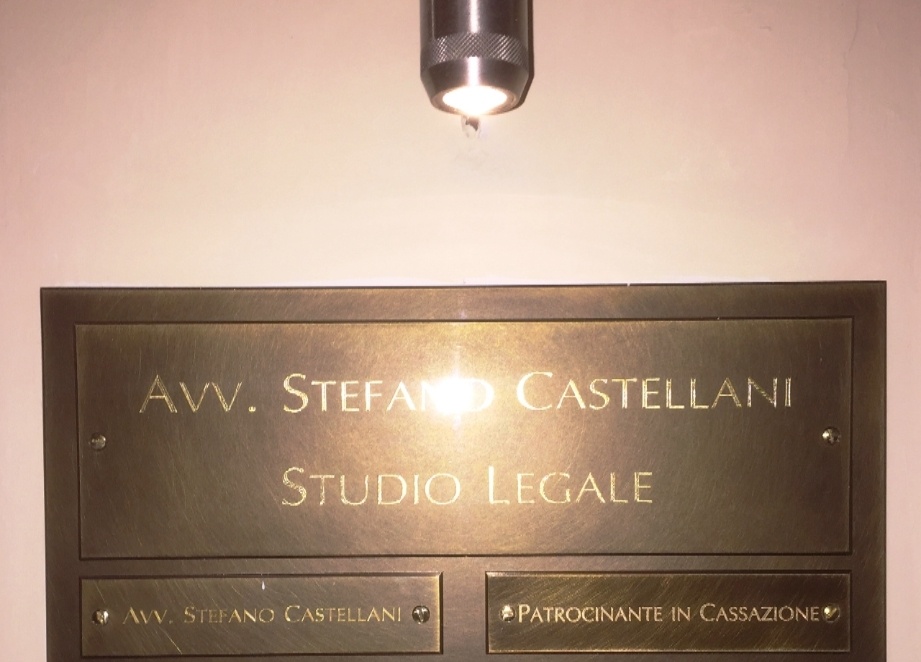 AVV. STEFANO CASTELLANI
STUDIO LEGALE
AVV. STEFANO CASTELLANI
PATROCINANTE IN CASSAZIONE